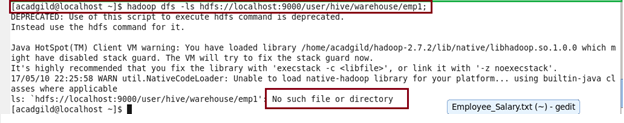 [acadgild@localhost ~]$ hadoop dfs -ls hdfs://localhost:9000/user/hive/warehouse/emp1;
DEPRECATED: Use of this script to execute hdfs command is deprecated.
Instead use the hdfs command for it.
Java HotSpot(TM) Client VM warning: You have loaded library /home/acadgild/hadoop-2.7.2/lib/native/libhadoop.so.1.0.0 which m
ight have disabled stack guard. The VM will try to fix the stack guard now.
It's highly recommended that you fix the library with 'execstack -c <libfile>', or link it with '-z noexecstack'.
17/05/10 22:25:58 WARN util.NativeCodeLoader: Unable to load native-hadoop library for your platform... using builtin-java cl
asses where applicable
ls: `hdfs://localhost:9000/user/hive/warehouse/emp1': No such file or directory
[acadgild@localhost ~]$
Employee_Salary.txt (~) - gedit